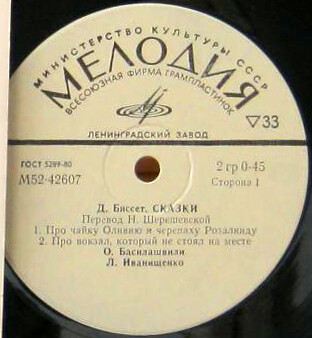 МИНИСТЕРСТВО КУЛЬТУРЫ СССР
МЕЛОДИЯ
ВСЕСОЮЗНАЯ ФИРМА ГРАМПЛАСТИНОК
▽33
ЛЕНИНГРАДСКИЙ ЗАВОД
ГОСТ 5289-80
2 гр 0-45
М52-42607
Сторона 1
Д. Биссет, СКАЗКИ
Перевод Н. Шерешевской
1. Про чайку Оливию и черепаху Розалинду
2. Про вокзал, который не стоял на месте
О. Басилашвили
Л. Иванищенко